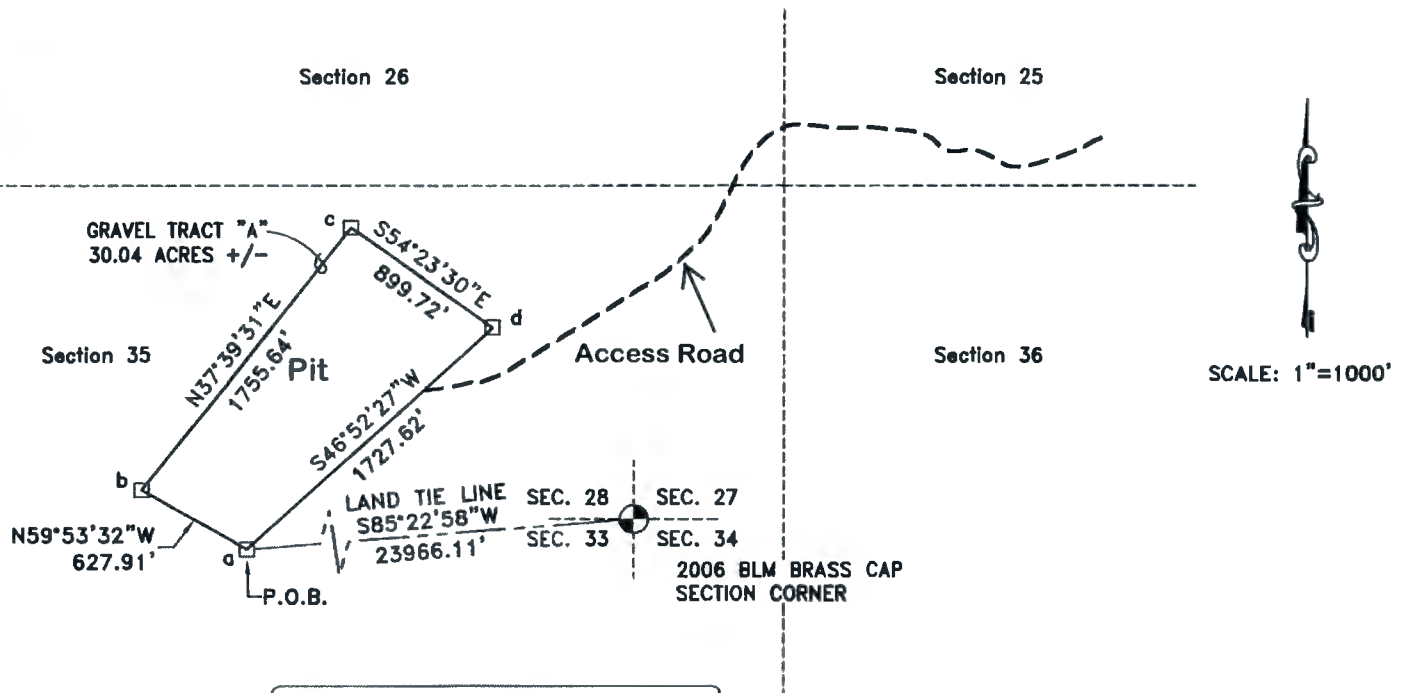 Section 26
Section 25
GRAVEL TRACT "A"
30.04 ACRES +/-
c
S54°23'30"E
899.72'
d
N37°39'31"E
1755.64'
Pit
Section 35
Access Road
Section 36
SCALE: 1"=1000'
S46°52'27"W
1727.62'
b
N59°53'32"W
627.91'
a
P.O.B.
LAND TIE LINE
S85°22'58"W
23966.11'
SEC. 28
SEC. 27
SEC. 33
SEC. 34
2006 BLM BRASS CAP
SECTION CORNER